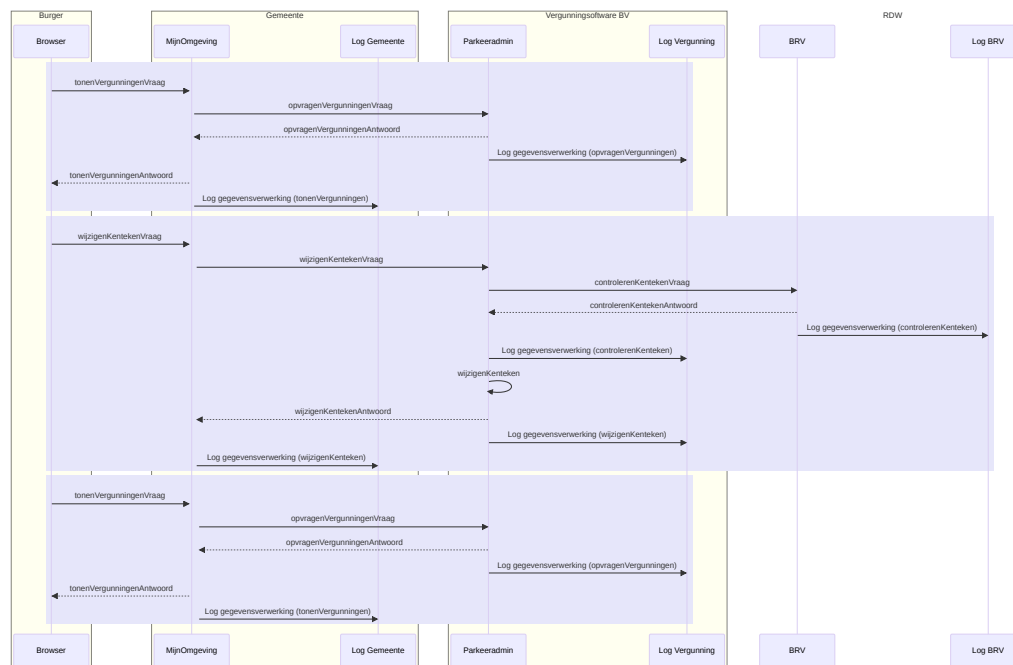 Burger
Gemeente
Vergunningsoftware BV
RDW
Browser
MijnOmgeving
Log Gemeente
Parkeeradmin
Log Vergunning
BRV
Log BRV
tonenVergunningenVraag
opvragenVergunningenVraag
opvragenVergunningenAntwoord
Log gegevensverwerking (opvragenVergunningen)
tonenVergunningenAntwoord
Log gegevensverwerking (tonenVergunningen)
wijzigenKentekenVraag
wijzigenKentekenVraag
controlerenKentekenVraag
controlerenKentekenAntwoord
Log gegevensverwerking (controlerenKenteken)
Log gegevensverwerking (controlerenKenteken)
wijzigenKenteken
wijzigenKentekenAntwoord
Log gegevensverwerking (wijzigenKenteken)
Log gegevensverwerking (wijzigenKenteken)
tonenVergunningenVraag
opvragenVergunningenVraag
opvragenVergunningenAntwoord
Log gegevensverwerking (opvragenVergunningen)
tonenVergunningenAntwoord
Log gegevensverwerking (tonenVergunningen)
Browser
MijnOmgeving
Log Gemeente
Parkeeradmin
Log Vergunning
BRV
Log BRV